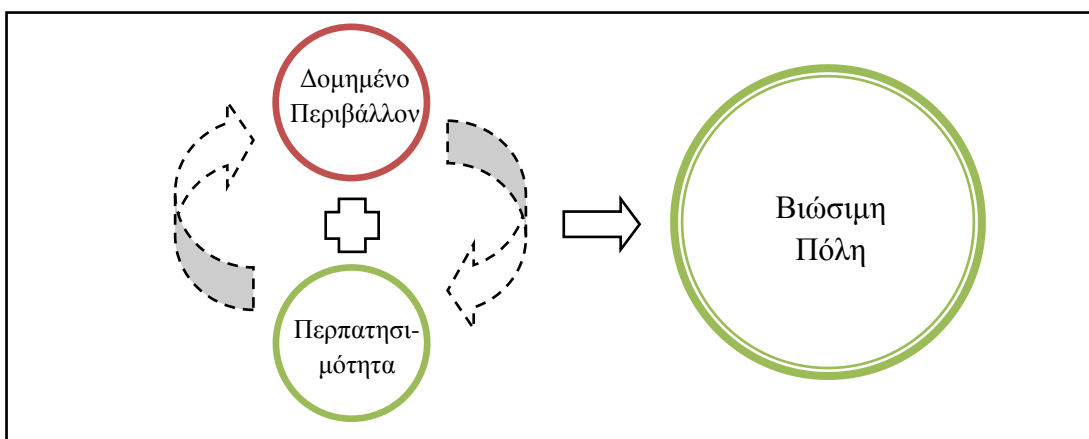 Δομημένο
Περιβάλλον
Περπατησι-
μότητα
Βιώσιμη
Πόλη